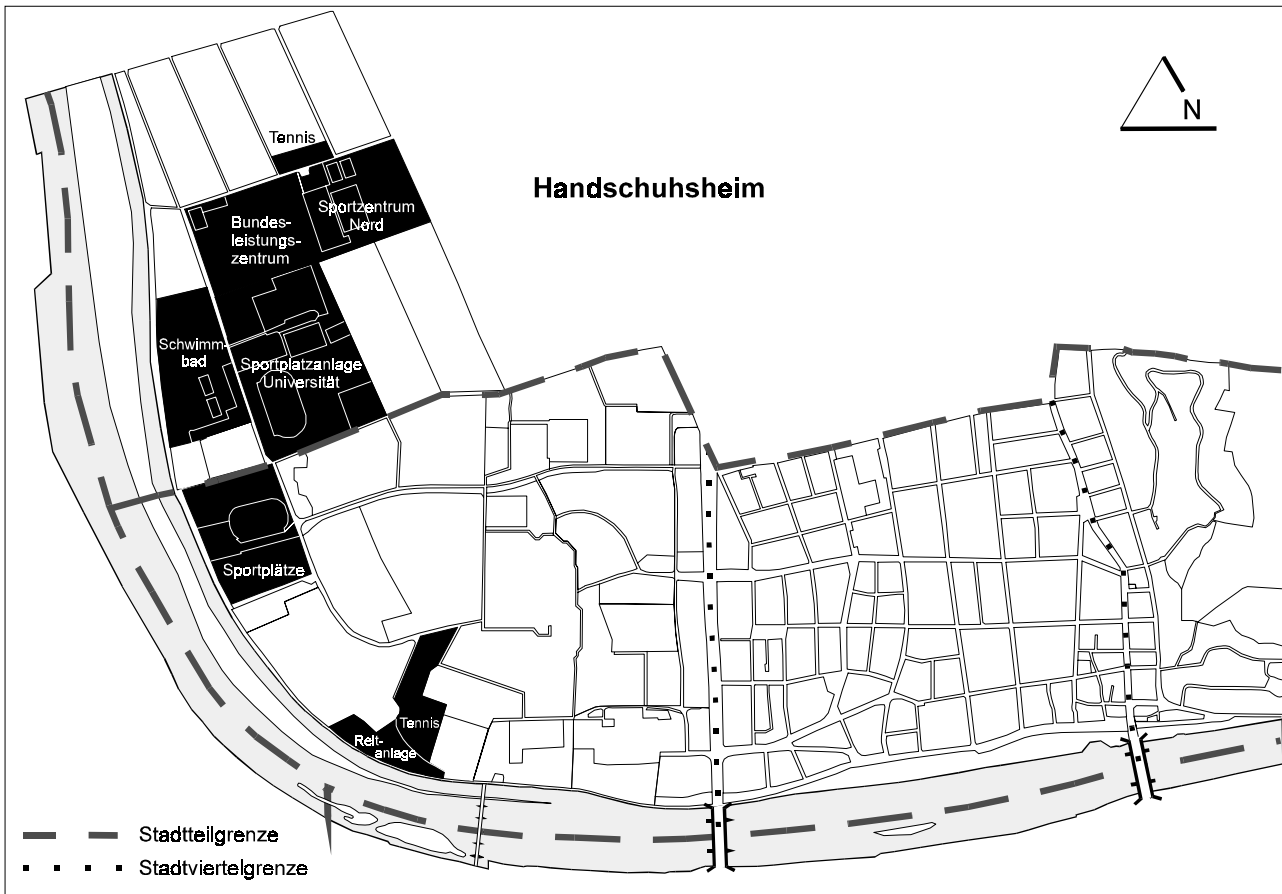 N
Tennis
Handschuhsheim
Sportzentrum
Nord
Bundes-
leistungs-
zentrum
Schwimm-
bad
Sportplatzanlage
Universität
Sportplätze
Tennis
Reit-
anlage
Stadtteilgrenze
Stadtviertelgrenze